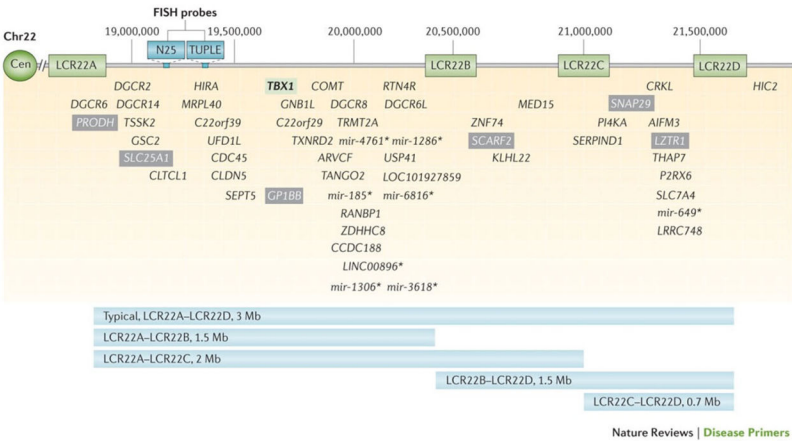 FISH probes
Chr22
19,000,000 19,500,000 20,000,000 20,500,000 21,000,000 21,500,000
N25 TUPLE
Cen // LCR22A LCR22B LCR22C LCR22D
DGCR2 HIRA TBX1 COMT RTN4R CRKL HIC2
DGCR6 DGCR14 MRPL40 GNB1L DGCR8 DGCR6L MED15 SNAP29
PRODH TSSK2 C22orf39 C22orf29 TRMT2A ZNF74 PI4KA AIFM3
GSC2 UFD1L TXNRD2 mir-4761* mir-1286* SCARF2 SERPIND1 LZTR1
SLC25A1 CDC45 ARVCF USP41 KLHL22 THAP7
CLTCL1 CLDN5 TANGO2 LOC101927859 P2RX6
SEPT5 GP1BB mir-185* mir-6816* SLC7A4
RANBP1 mir-649*
ZDHHC8 LRRC748
CCDC188
LINC00896*
mir-1306* mir-3618*
Typical, LCR22A–LCR22D, 3 Mb
LCR22A–LCR22B, 1.5 Mb
LCR22A–LCR22C, 2 Mb
LCR22B–LCR22D, 1.5 Mb
LCR22C–LCR22D, 0.7 Mb
Nature Reviews | Disease Primers